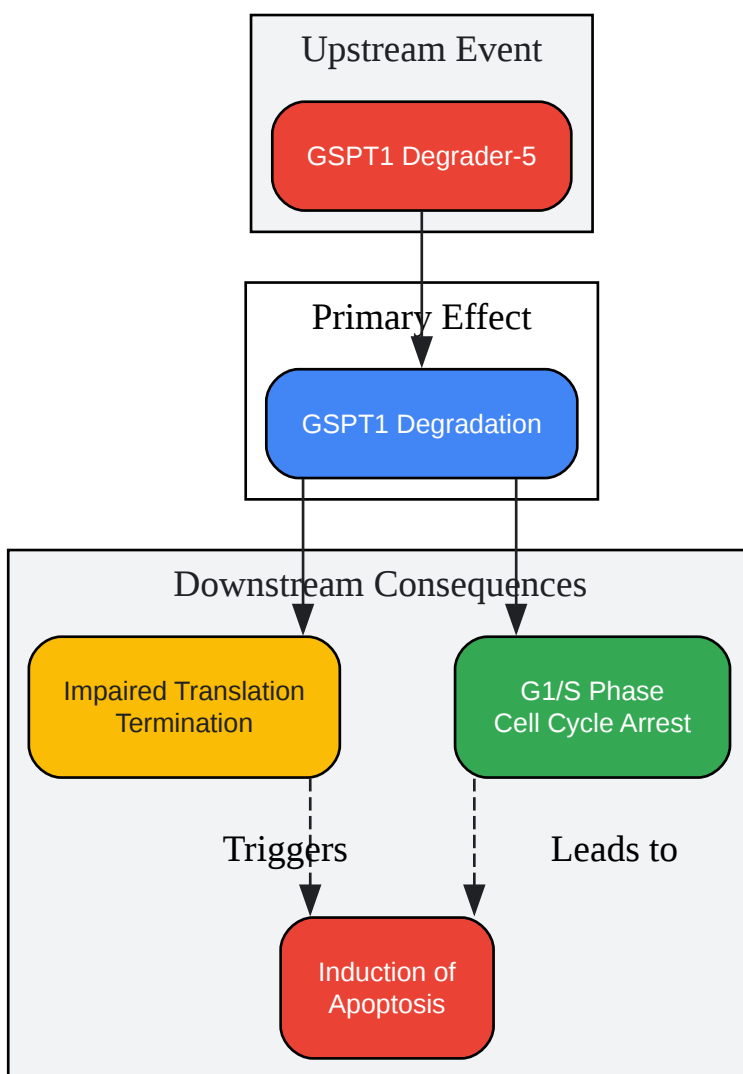 Upstream Event
GSPT1 Degrader-5
Primary Effect
GSPT1 Degradation
Downstream Consequences
Impaired Translation
Termination
G1/S Phase
Cell Cycle Arrest
Triggers
Leads to
Induction of
Apoptosis